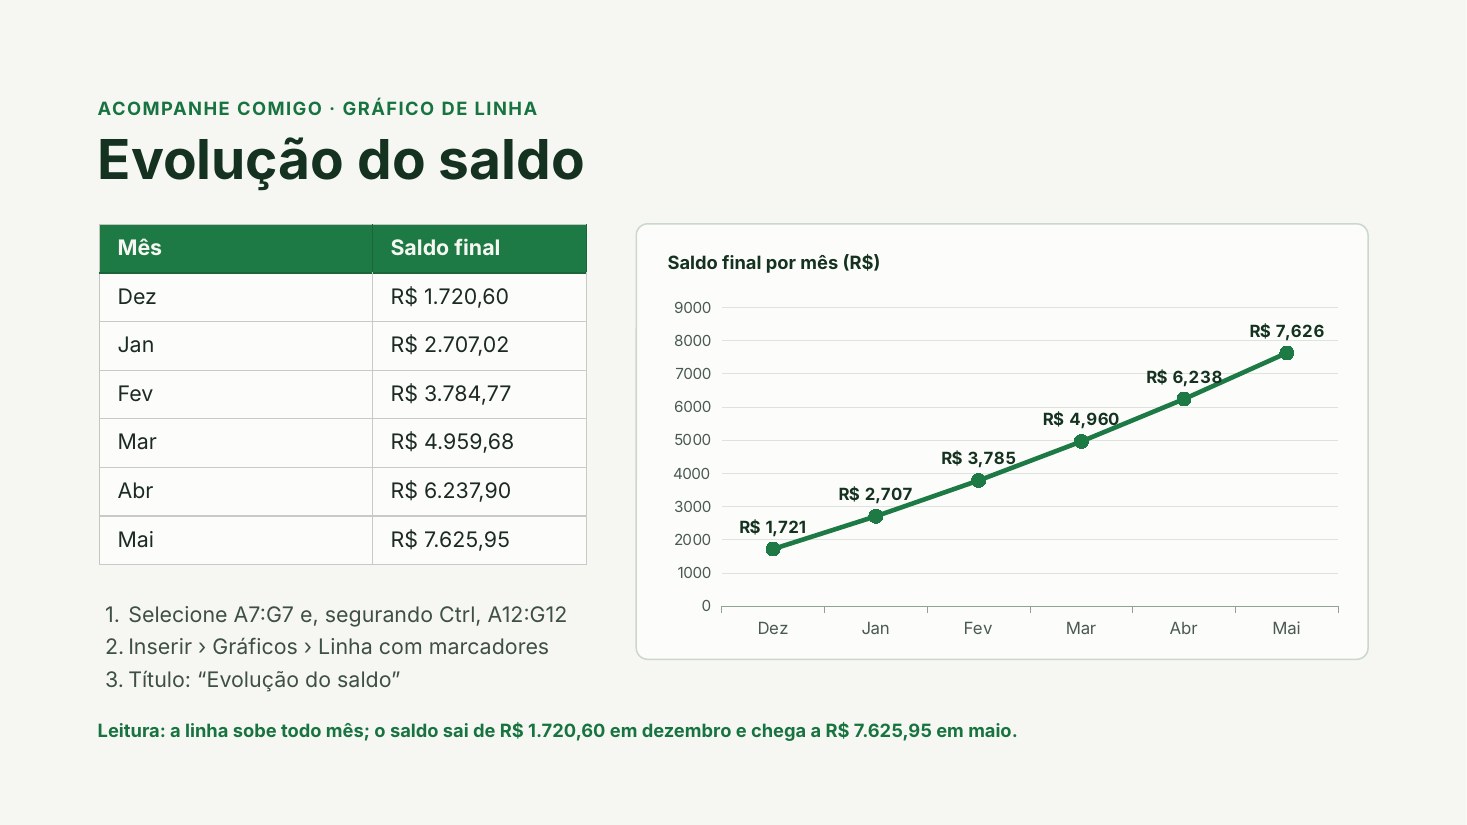 ACOMPANHE COMIGO · GRÁFICO DE LINHA
Evolução do saldo
Mês Saldo final
Dez R$ 1.720,60
Jan R$ 2.707,02
Fev R$ 3.784,77
Mar R$ 4.959,68
Abr R$ 6.237,90
Mai R$ 7.625,95
1. Selecione A7:G7 e, segurando Ctrl, A12:G12
2. Inserir › Gráficos › Linha com marcadores
3. Título: “Evolução do saldo”
Saldo final por mês (R$)
9000
8000
7000
6000
5000
4000
3000
2000
1000
0
R$ 1,721
R$ 2,707
R$ 3,785
R$ 4,960
R$ 6,238
R$ 7,626
Dez Jan Fev Mar Abr Mai
Leitura: a linha sobe todo mês; o saldo sai de R$ 1.720,60 em dezembro e chega a R$ 7.625,95 em maio.